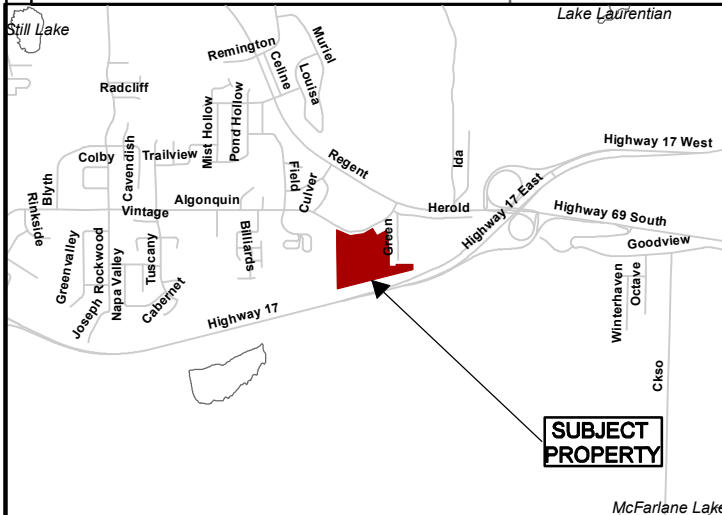 Lake Laurentian
Still Lake
Remington
Muriel
Celine
Louisa
Radcliff
Mist Hollow
Pond Hollow
Highway 17 West
Colby
Cavendish
Trailview
Regent
Ida
Blyth
Field
Culver
Algonquin
Rinkside
Vintage
Herold
Highway 17 East
Highway 69 South
Goodview
Greenvalley
Joseph
Rockwood
Napa Valley
Tuscany
Cabernet
Billiards
Green
Winterhaven
Octave
Highway 17
Ckso
SUBJECT
PROPERTY
McFarlane Lake